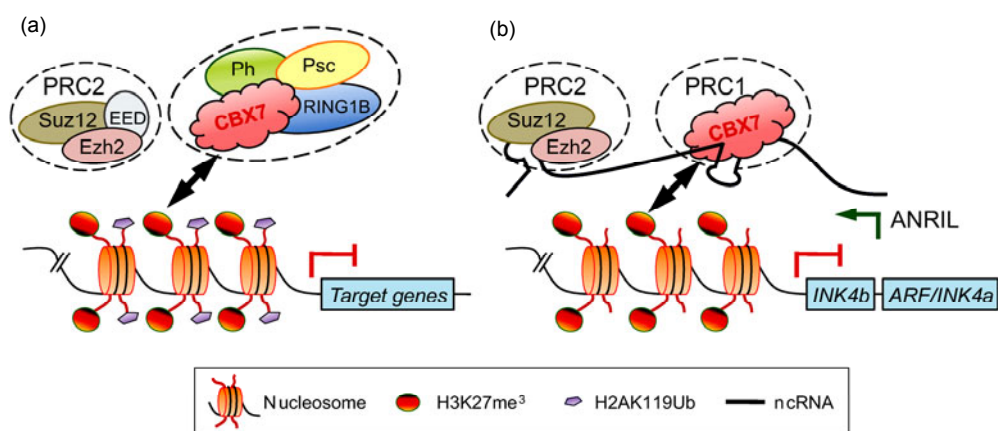 (a)
PRC2
Suz12
EED
Ezh2
Ph
Psc
CBX7
RING1B
Target genes
(b)
PRC2
Suz12
Ezh2
PRC1
CBX7
ANRIL
INK4b
ARF/INK4a
Nucleosome
H3K27me³
H2AK119Ub
ncRNA